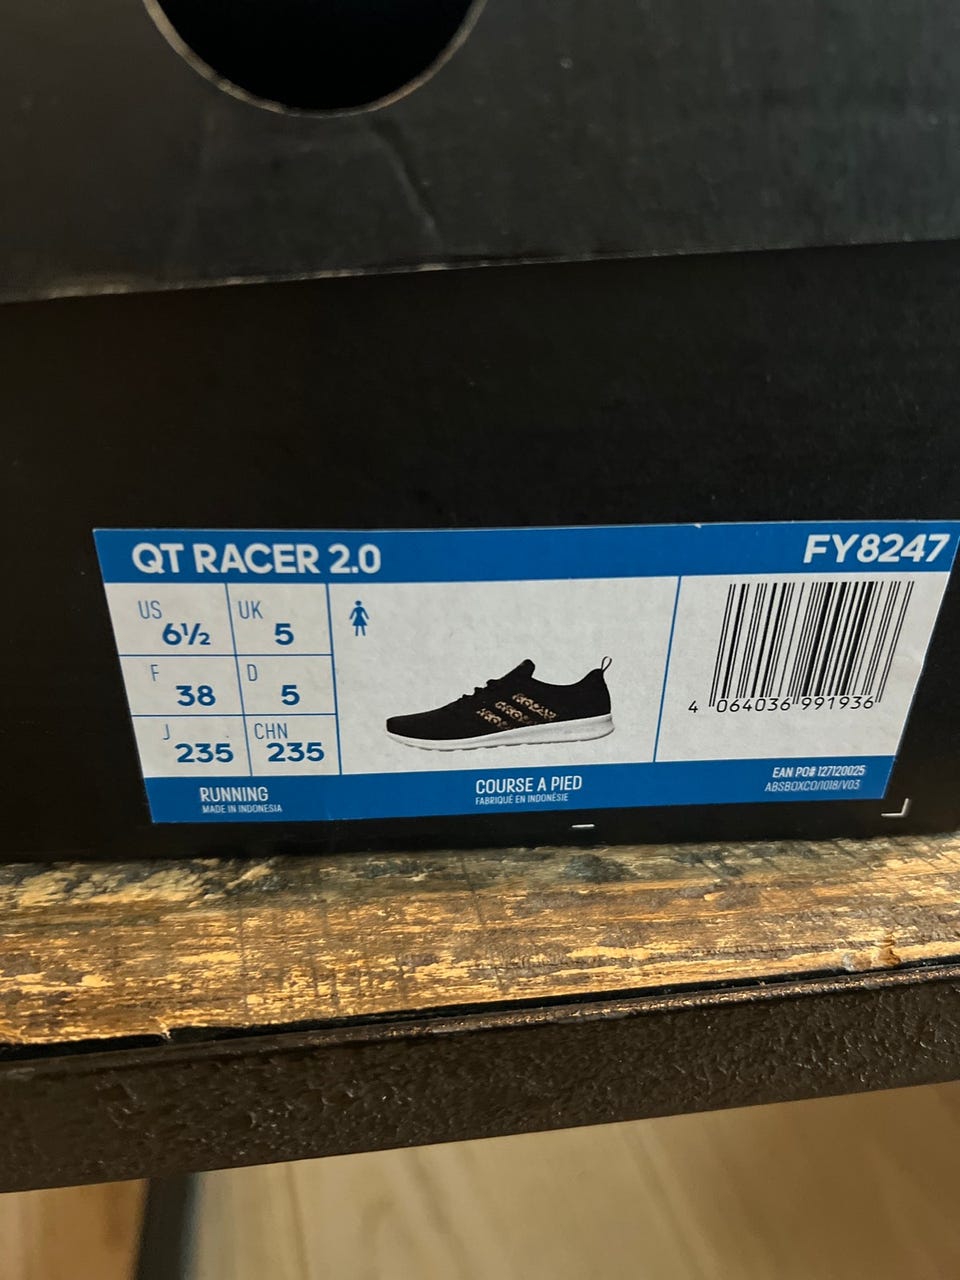 QT RACER 2.0 FY8247
US 6½ UK 5
F 38 D 5
J 235 CHN 235
4 064036 991936
RUNNING
MADE IN INDONESIA
COURSE A PIED
FABRIQUÉ EN INDONÉSIE
EAN PO# 127120025
ABSBOXCO/1018/V03